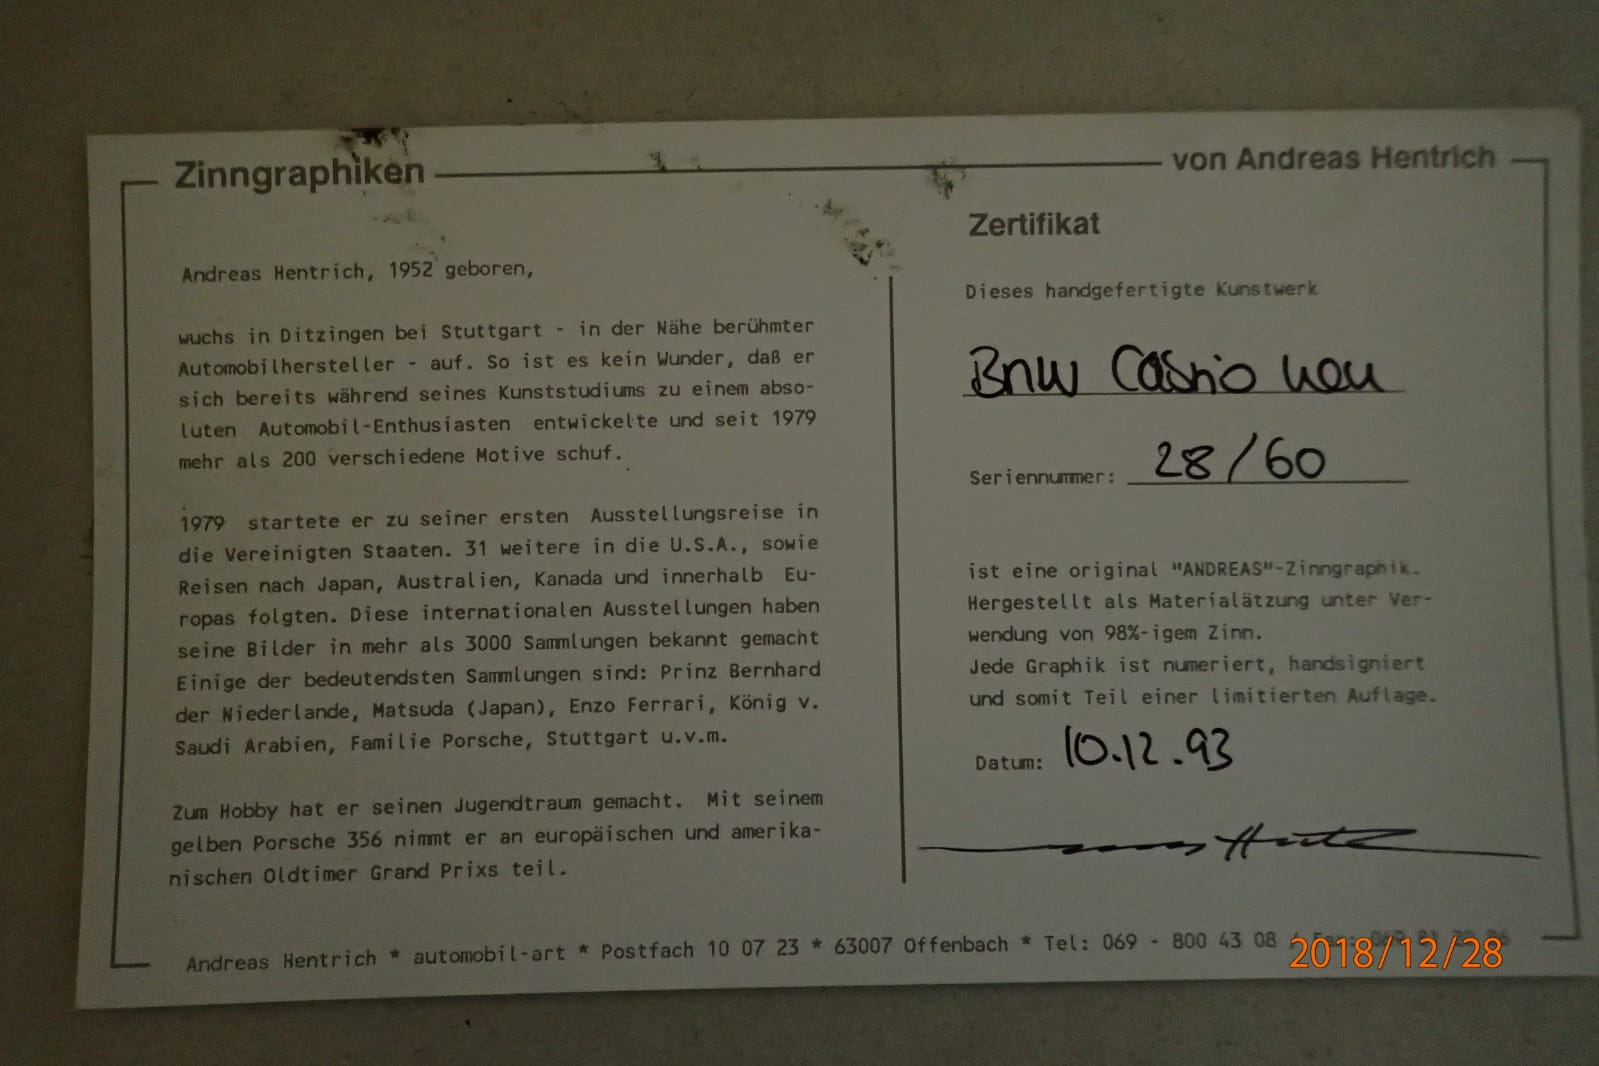 Zinngraphiken
von Andreas Hentrich
Andreas Hentrich, 1952 geboren,
wuchs in Ditzingen bei Stuttgart - in der Nähe berühmter
Automobilhersteller - auf. So ist es kein Wunder, daß er
sich bereits während seines Kunststudiums zu einem abso-
luten Automobil-Enthusiasten entwickelte und seit 1979
mehr als 200 verschiedene Motive schuf.
1979 startete er zu seiner ersten Ausstellungsreise in
die Vereinigten Staaten. 31 weitere in die U.S.A., sowie
Reisen nach Japan, Australien, Kanada und innerhalb Eu-
ropas folgten. Diese internationalen Ausstellungen haben
seine Bilder in mehr als 3000 Sammlungen bekannt gemacht
Einige der bedeutendsten Sammlungen sind: Prinz Bernhard
der Niederlande, Matsuda (Japan), Enzo Ferrari, König v.
Saudi Arabien, Familie Porsche, Stuttgart u.v.m.
Zum Hobby hat er seinen Jugendtraum gemacht. Mit seinem
gelben Porsche 356 nimmt er an europäischen und amerika-
nischen Oldtimer Grand Prixs teil.
Zertifikat
Dieses handgefertigte Kunstwerk
BMW Cabrio neu
Seriennummer: 28/60
ist eine original "ANDREAS"-Zinngraphik.
Hergestellt als Materialätzung unter Ver-
wendung von 98%-igem Zinn.
Jede Graphik ist numeriert, handsigniert
und somit Teil einer limitierten Auflage.
Datum: 10.12.93
Andreas Hentrich * automobil-art * Postfach 10 07 23 * 63007 Offenbach * Tel: 069 - 800 43 08
2018/12/28